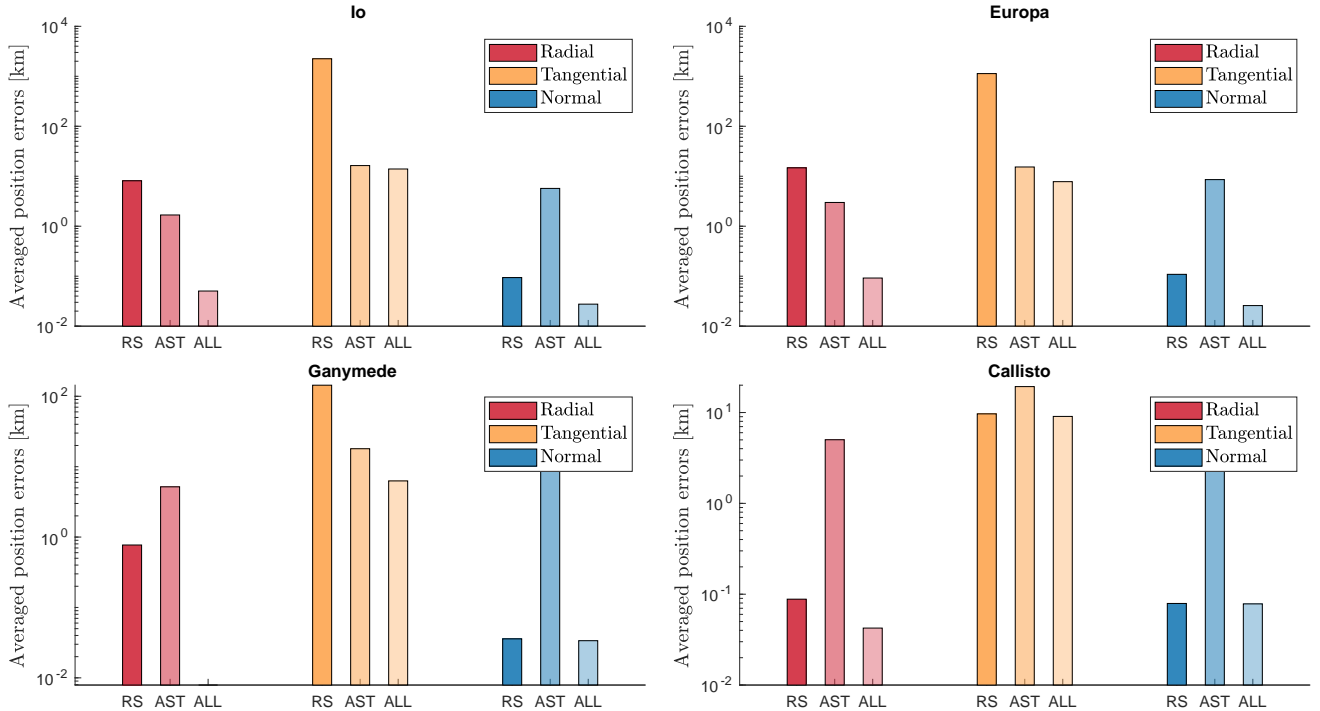 Io
Averaged position errors [km]
10^4
10^2
10^0
10^-2
Radial
Tangential
Normal
RS AST ALL RS AST ALL RS AST ALL
Europa
Averaged position errors [km]
10^4
10^2
10^0
10^-2
Radial
Tangential
Normal
RS AST ALL RS AST ALL RS AST ALL
Ganymede
Averaged position errors [km]
10^2
10^0
10^-2
Radial
Tangential
Normal
RS AST ALL RS AST ALL RS AST ALL
Callisto
Averaged position errors [km]
10^1
10^0
10^-1
10^-2
Radial
Tangential
Normal
RS AST ALL RS AST ALL RS AST ALL